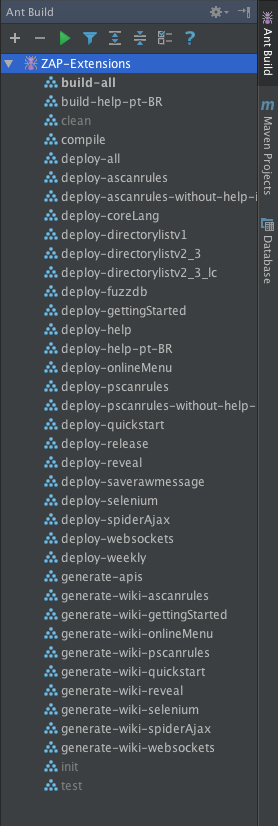 Ant Build
ZAP-Extensions
build-all
build-help-pt-BR
clean
compile
deploy-all
deploy-ascanrules
deploy-ascanrules-without-help-i
deploy-coreLang
deploy-directorylistv1
deploy-directorylistv2_3
deploy-directorylistv2_3_lc
deploy-fuzzdb
deploy-gettingStarted
deploy-help
deploy-help-pt-BR
deploy-onlineMenu
deploy-pscanrules
deploy-pscanrules-without-help-
deploy-quickstart
deploy-release
deploy-reveal
deploy-saverawmessage
deploy-selenium
deploy-spiderAjax
deploy-websockets
deploy-weekly
generate-apis
generate-wiki-ascanrules
generate-wiki-gettingStarted
generate-wiki-onlineMenu
generate-wiki-pscanrules
generate-wiki-quickstart
generate-wiki-reveal
generate-wiki-selenium
generate-wiki-spiderAjax
generate-wiki-websockets
init
test
Ant Build
m Maven Projects
Database